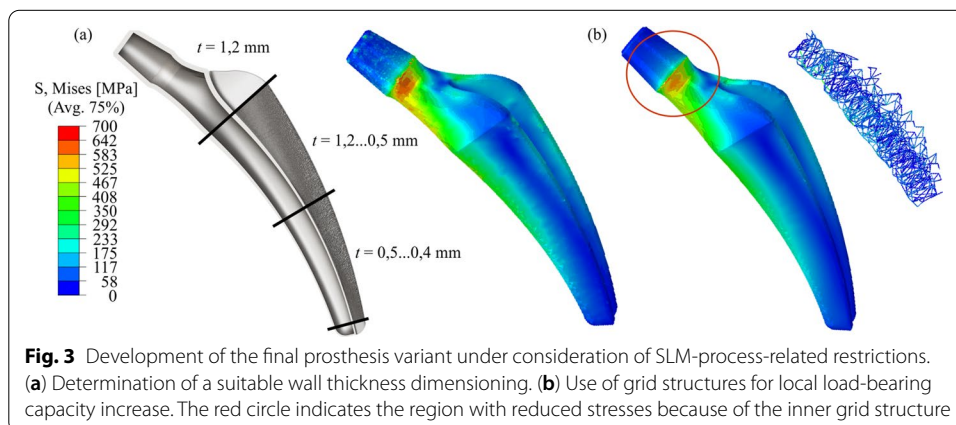 (a)
t = 1,2 mm
(b)
S, Mises [MPa]
(Avg. 75%)
700
642
583
525
467
408
350
292
233
175
117
58
0
t = 1,2...0,5 mm
t = 0,5...0,4 mm
Fig. 3 Development of the final prosthesis variant under consideration of SLM-process-related restrictions.
(a) Determination of a suitable wall thickness dimensioning. (b) Use of grid structures for local load-bearing
capacity increase. The red circle indicates the region with reduced stresses because of the inner grid structure